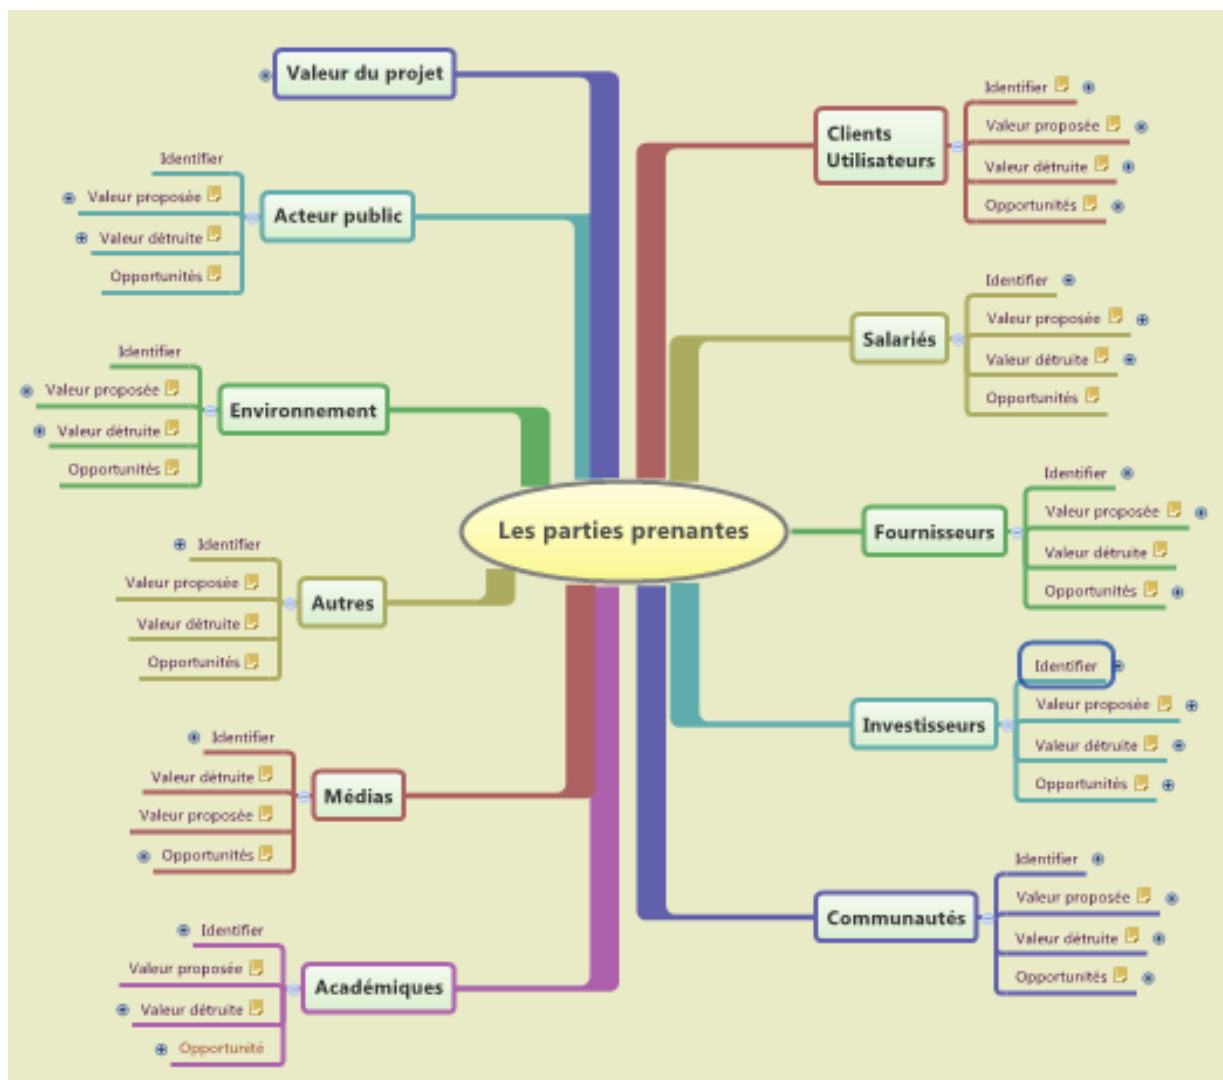 Les parties prenantes
Clients
Utilisateurs
Identifier
Valeur proposée
Valeur détruite
Opportunités
Salariés
Identifier
Valeur proposée
Valeur détruite
Opportunités
Fournisseurs
Identifier
Valeur proposée
Valeur détruite
Opportunités
Investisseurs
Identifier
Valeur proposée
Valeur détruite
Opportunités
Communautés
Identifier
Valeur proposée
Valeur détruite
Opportunités
Valeur du projet
Acteur public
Identifier
Valeur proposée
Valeur détruite
Opportunités
Environnement
Identifier
Valeur proposée
Valeur détruite
Opportunités
Autres
Identifier
Valeur proposée
Valeur détruite
Opportunités
Médias
Identifier
Valeur détruite
Valeur proposée
Opportunités
Académiques
Identifier
Valeur proposée
Valeur détruite
Opportunité